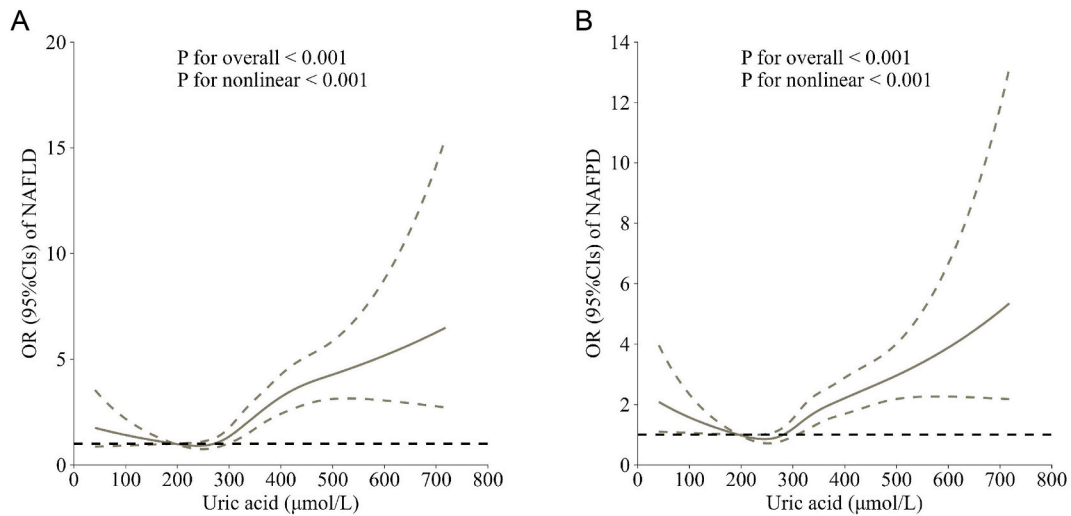 A
P for overall < 0.001
P for nonlinear < 0.001
OR (95%CIs) of NAFLD
20
15
10
5
0
0 100 200 300 400 500 600 700 800
Uric acid (μmol/L)
B
P for overall < 0.001
P for nonlinear < 0.001
OR (95%CIs) of NAFPD
14
12
10
8
6
4
2
0
0 100 200 300 400 500 600 700 800
Uric acid (μmol/L)